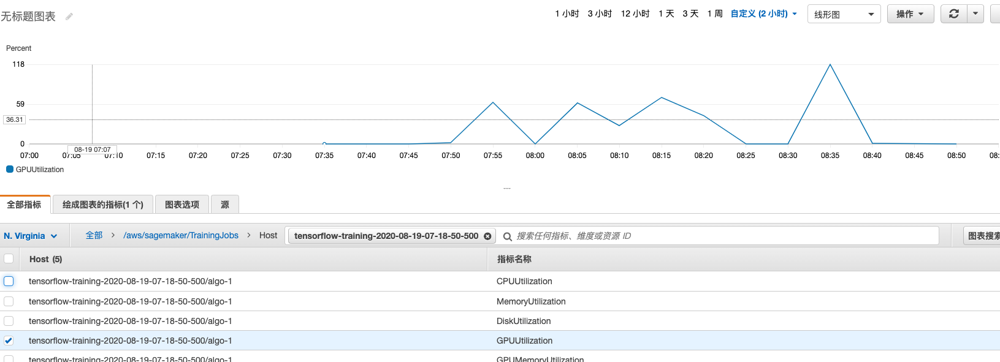 无标题图表
1 小时 3 小时 12 小时 1 天 3 天 1 周 自定义 (2 小时) 线形图 操作
Percent
118
59
36.31
0
08-19 07:07
07:00 07:05 07:10 07:15 07:20 07:25 07:30 07:35 07:40 07:45 07:50 07:55 08:00 08:05 08:10 08:15 08:20 08:25 08:30 08:35 08:40 08:45 08:50 08:
GPUUtilization
全部指标 绘成图表的指标(1 个) 图表选项 源
N. Virginia 全部 > /aws/sagemaker/TrainingJobs > Host tensorflow-training-2020-08-19-07-18-50-500 搜索任何指标、维度或资源 ID 图表搜索
Host (5) 指标名称
tensorflow-training-2020-08-19-07-18-50-500/algo-1 CPUUtilization
tensorflow-training-2020-08-19-07-18-50-500/algo-1 MemoryUtilization
tensorflow-training-2020-08-19-07-18-50-500/algo-1 DiskUtilization
tensorflow-training-2020-08-19-07-18-50-500/algo-1 GPUUtilization
tensorflow-training-2020-08-19-07-18-50-500/algo-1 GPUMemoryUtilization